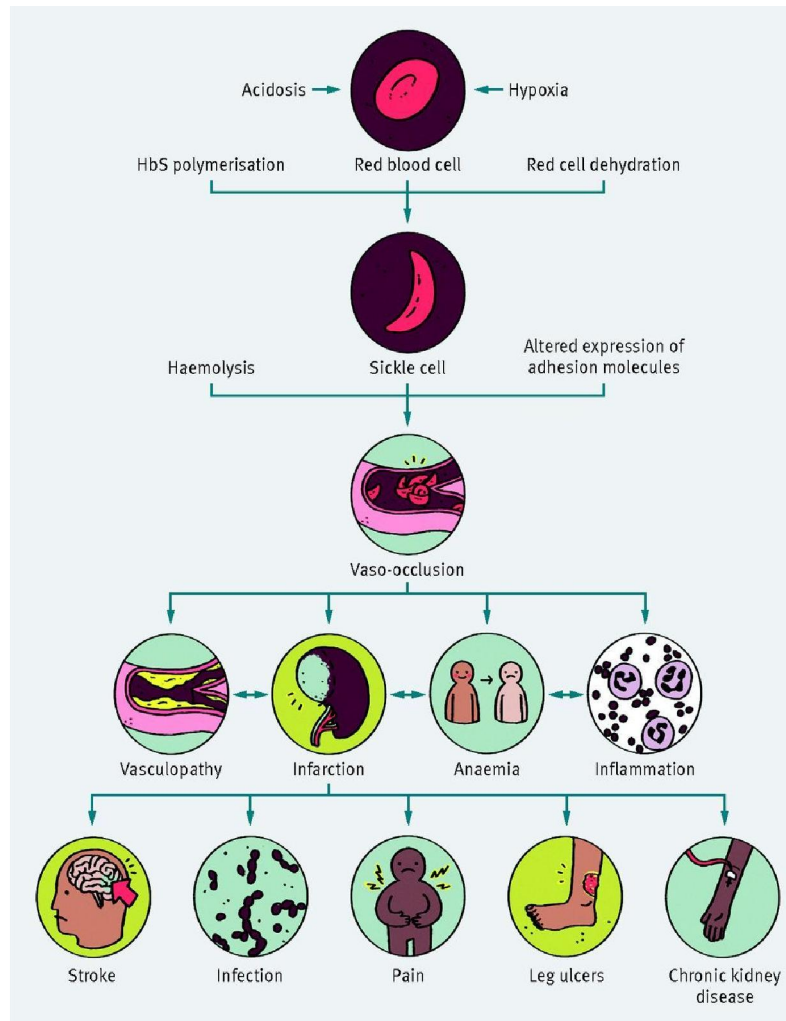 Acidosis
Hypoxia
HbS polymerisation
Red blood cell
Red cell dehydration
Haemolysis
Sickle cell
Altered expression of
adhesion molecules
Vaso-occlusion
Vasculopathy
Infarction
Anaemia
Inflammation
Stroke
Infection
Pain
Leg ulcers
Chronic kidney
disease